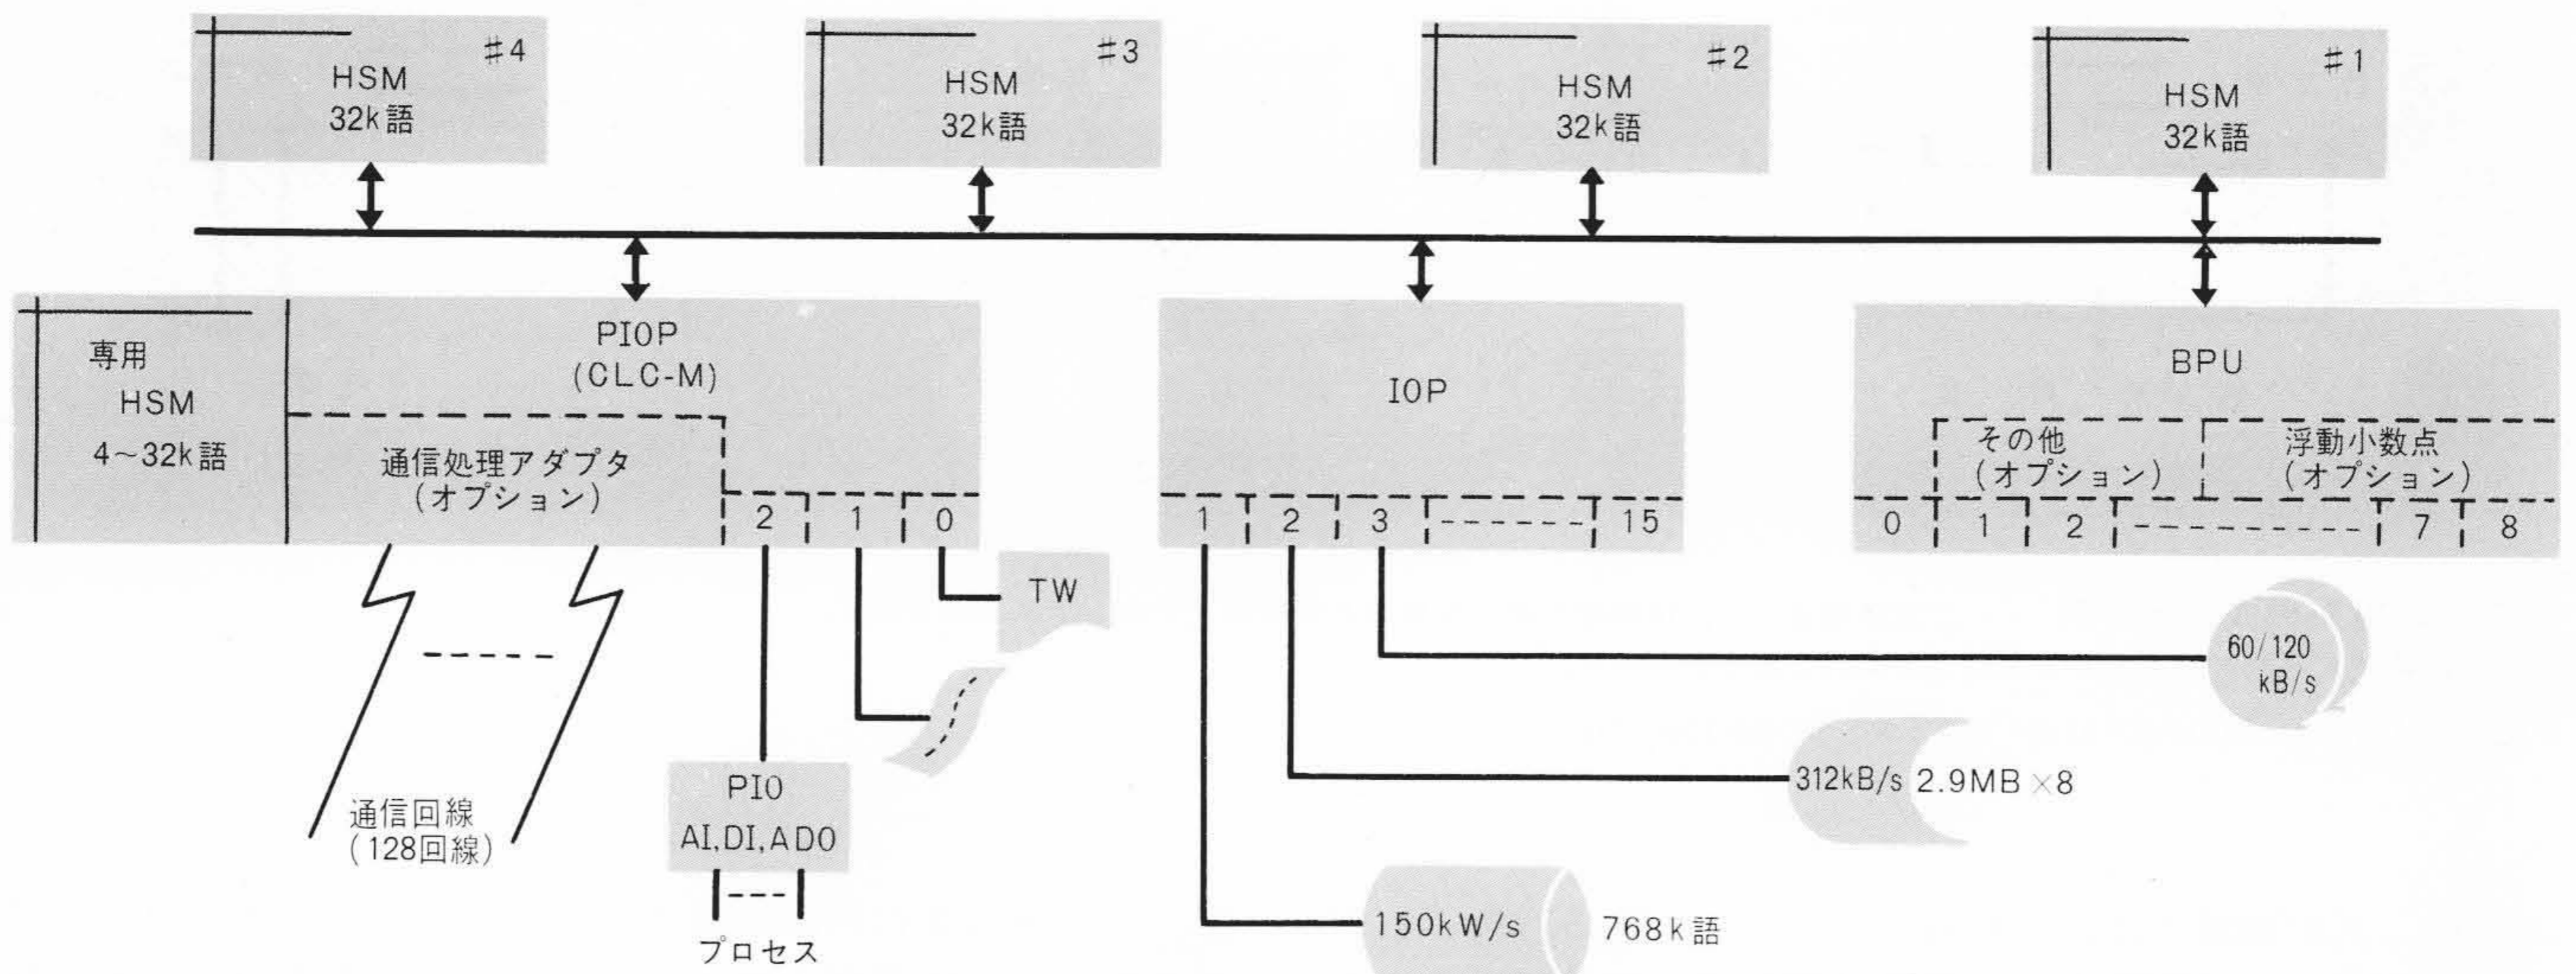 ♯4
HSM
32k語
♯3
HSM
32k語
♯2
HSM
32k語
♯1
HSM
32k語
専用
HSM
4~32k語
PIOP
(CLC-M)
通信処理アダプタ
(オプション)
2 1 0
IOP
1 2 3 15
BPU
その他
(オプション)
浮動小数点
(オプション)
0 1 2 7 8
TW
通信回線
(128回線)
PIO
AI,DI,ADO
プロセス
60/120
kB/s
312kB/s 2.9MB×8
150kW/s 768k語